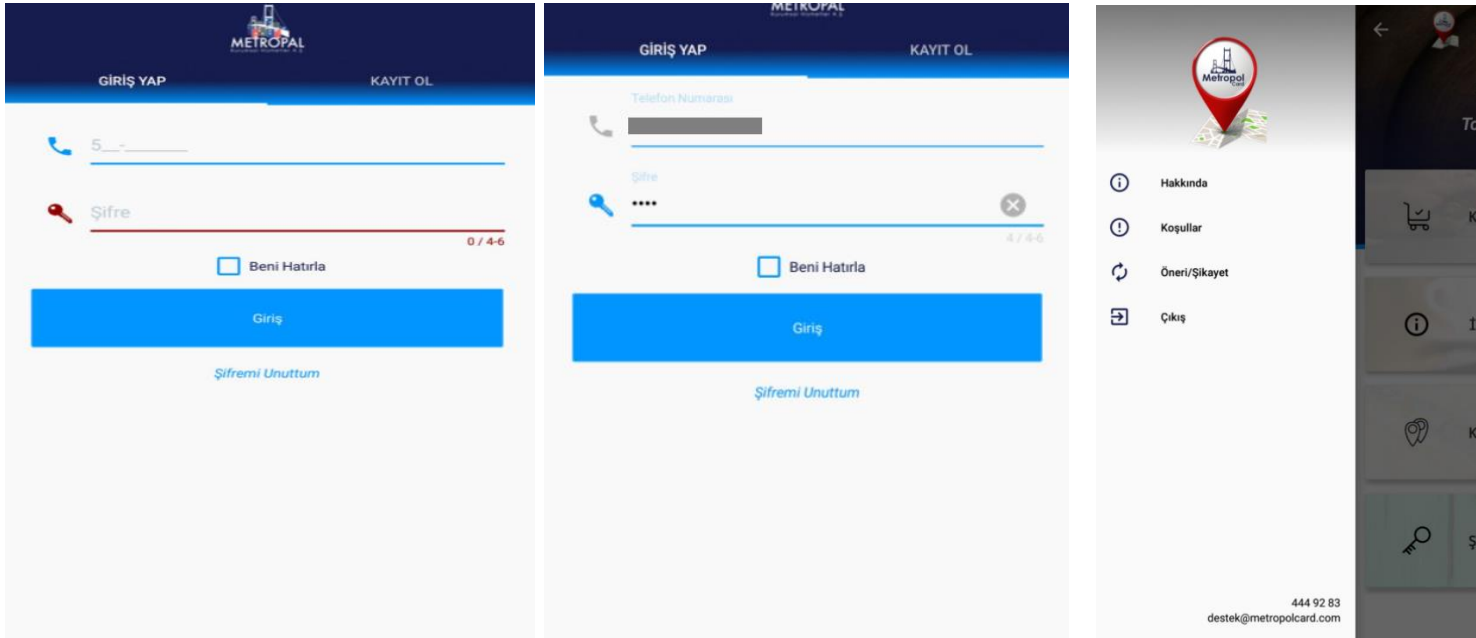 METROPAL
GİRİŞ YAP
KAYIT OL
5__-_______
Şifre
0 / 4-6
Beni Hatırla
Giriş
Şifremi Unuttum
METROPAL
GİRİŞ YAP
KAYIT OL
Telefon Numarası
Şifre
••••
4 / 4-6
Beni Hatırla
Giriş
Şifremi Unuttum
Metropol
Card
Hakkında
Koşullar
Öneri/Şikayet
Çıkış
444 92 83
destek@metropolcard.com